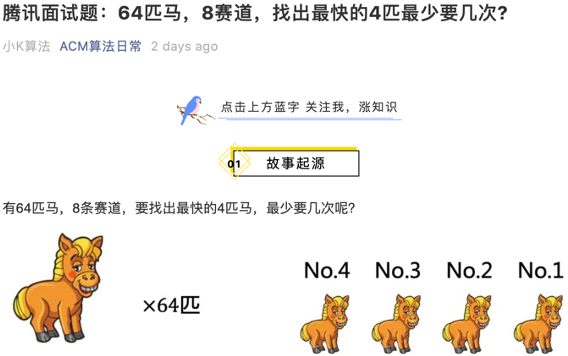 腾讯面试题：64匹马，8赛道，找出最快的4匹最少要几次？
小K算法 ACM算法日常 2 days ago
点击上方蓝字 关注我，涨知识
01 故事起源
有64匹马，8条赛道，要找出最快的4匹马，最少要几次呢？
No.4 No.3 No.2 No.1
×64匹